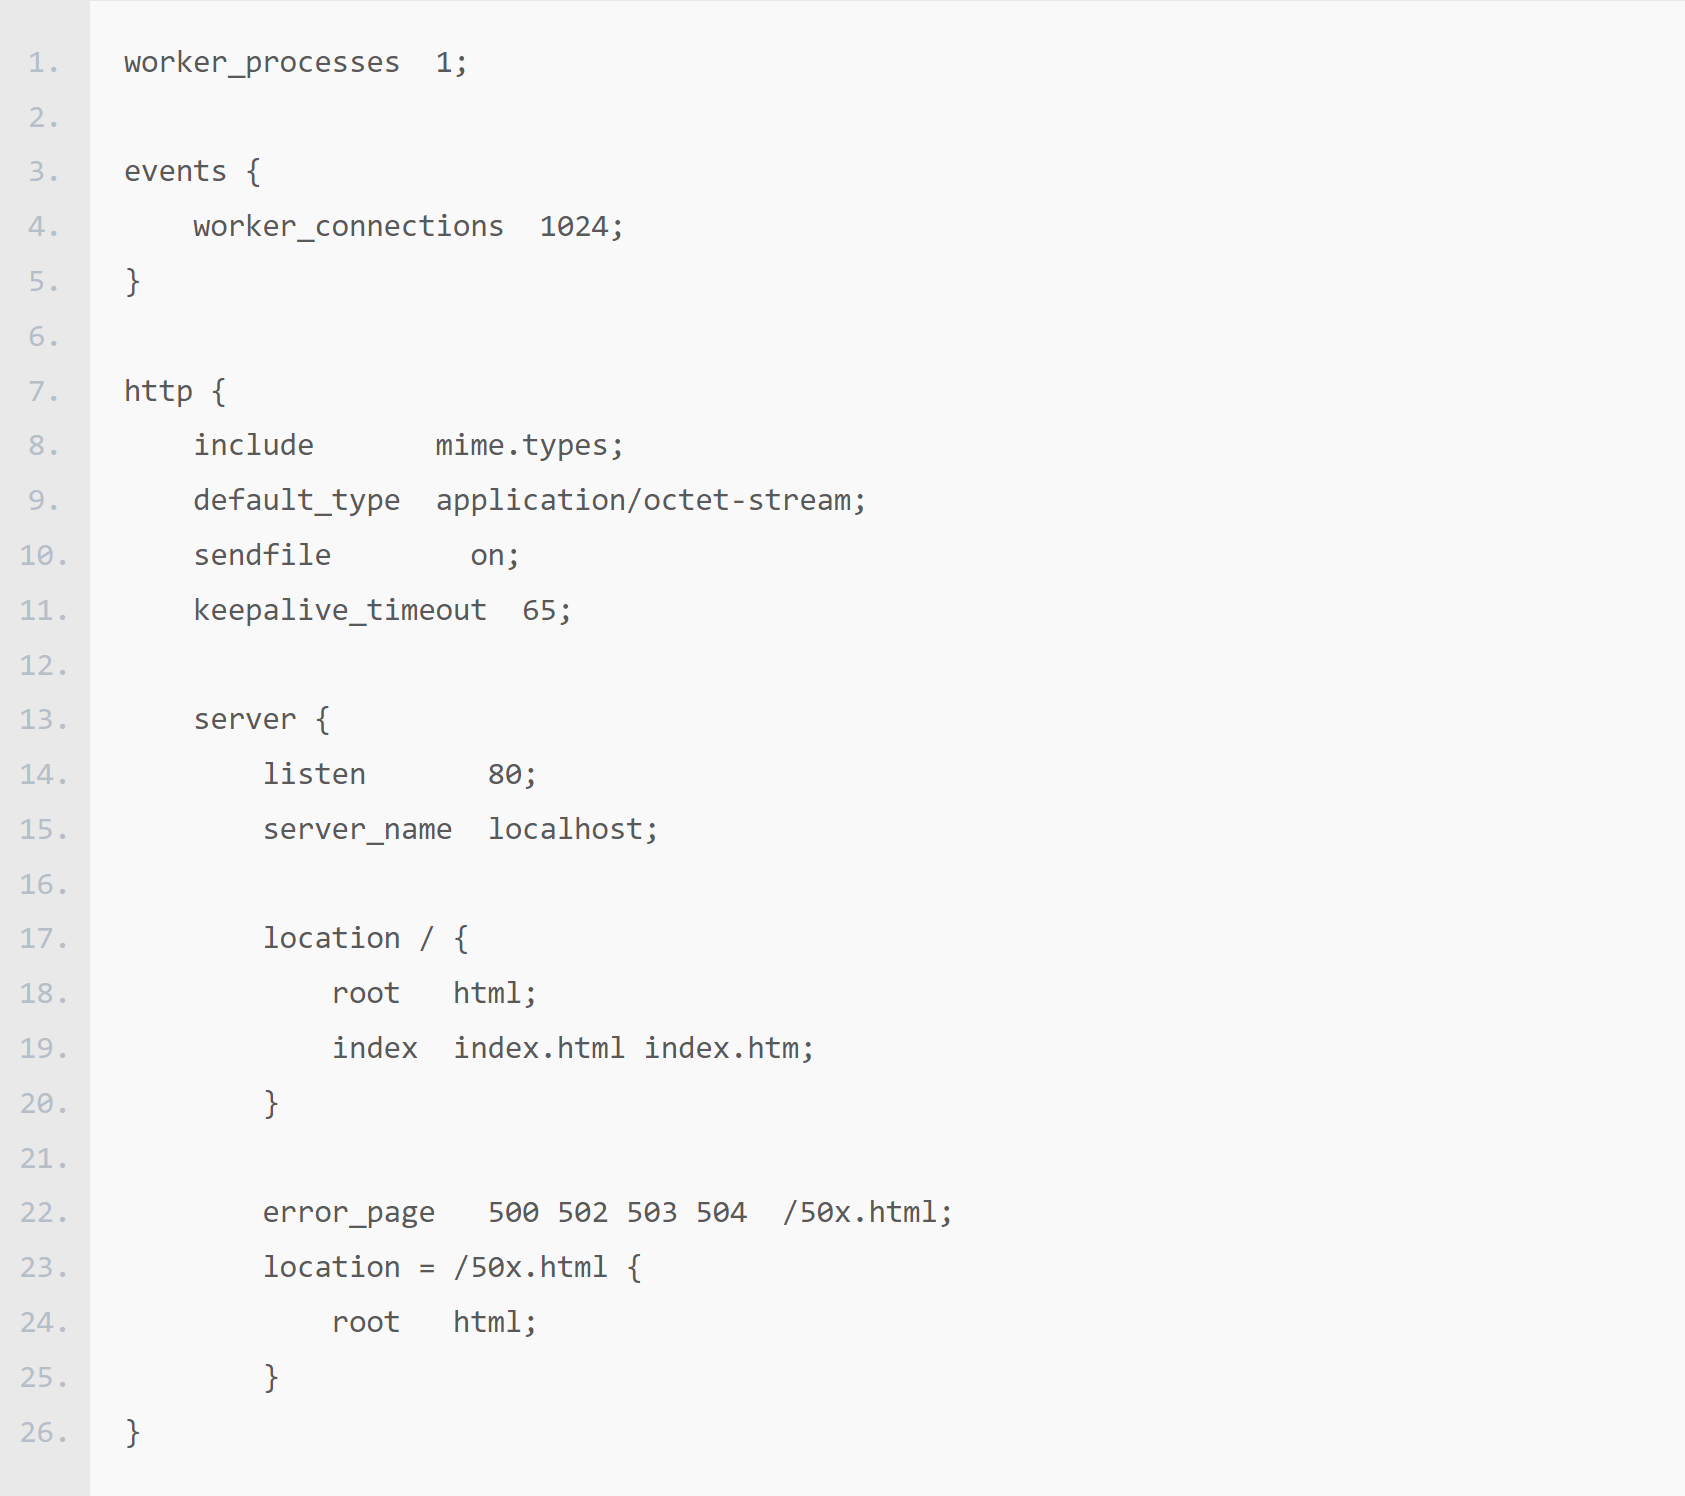 1. worker_processes  1;
2.
3. events {
4.     worker_connections  1024;
5. }
6.
7. http {
8.     include       mime.types;
9.     default_type  application/octet-stream;
10.     sendfile        on;
11.     keepalive_timeout  65;
12.
13.     server {
14.         listen       80;
15.         server_name  localhost;
16.
17.         location / {
18.             root   html;
19.             index  index.html index.htm;
20.         }
21.
22.         error_page   500 502 503 504  /50x.html;
23.         location = /50x.html {
24.             root   html;
25.         }
26. }